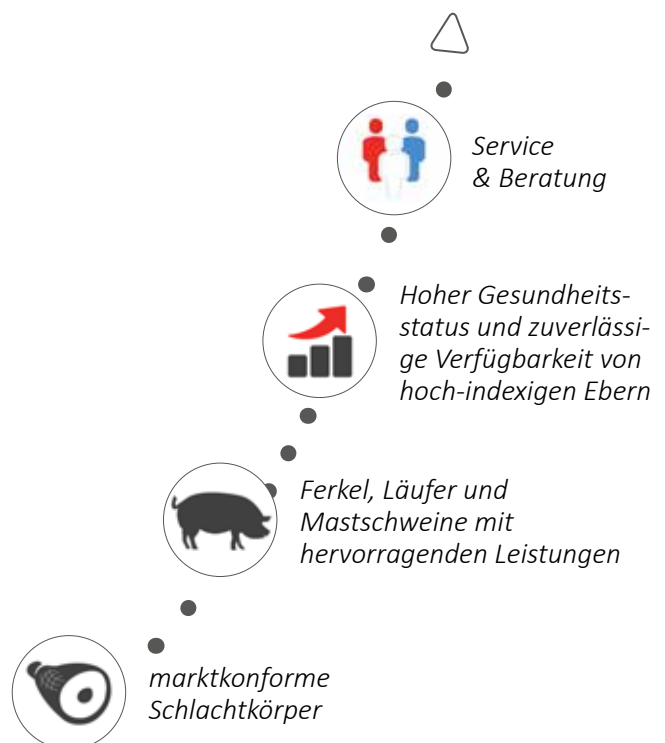 Service
& Beratung
Hoher Gesundheits-
status und zuverlässi-
ge Verfügbarkeit von
hoch-indexigen Ebern
Ferkel, Läufer und
Mastschweine mit
hervorragenden Leistungen
marktkonforme
Schlachtkörper